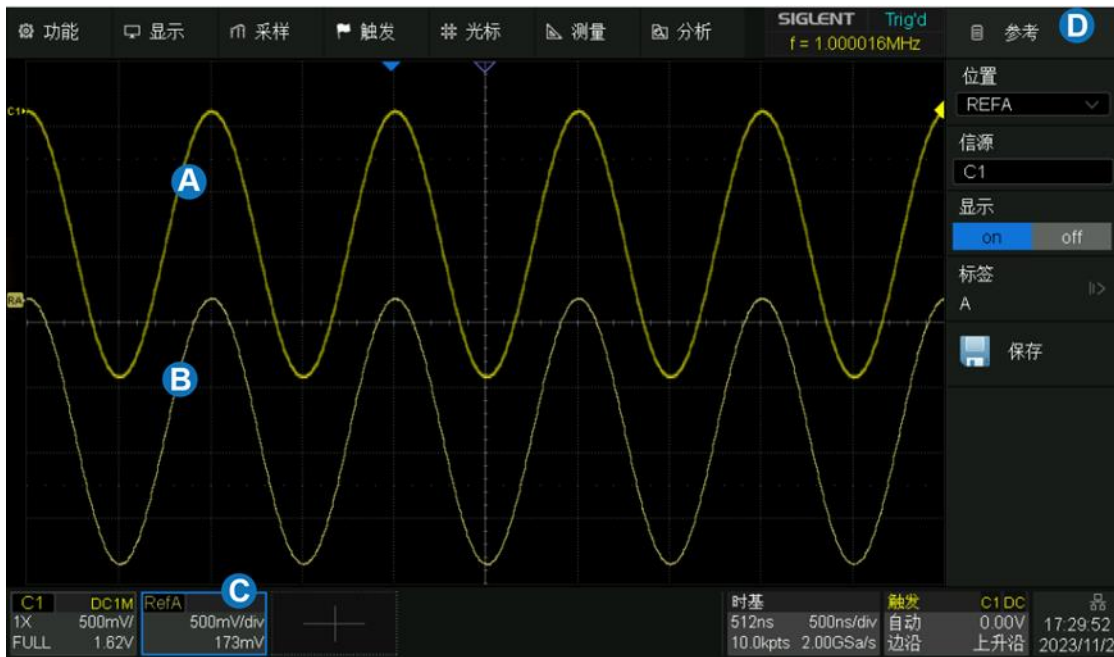 功能 显示 采样 触发 光标 测量 分析
SIGLENT Trig'd
f = 1.000016MHz
参考 D
位置
REFA
信源
C1
显示
on off
标签
A
保存
C1
A
RA
B
C
C1 DC1M
1X 500mV/
FULL 1.62V
RefA
500mV/div
173mV
时基
512ns 500ns/div
10.0kpts 2.00GSa/s
触发 C1 DC
自动 0.00V
边沿 上升沿
17:29:52
2023/11/2